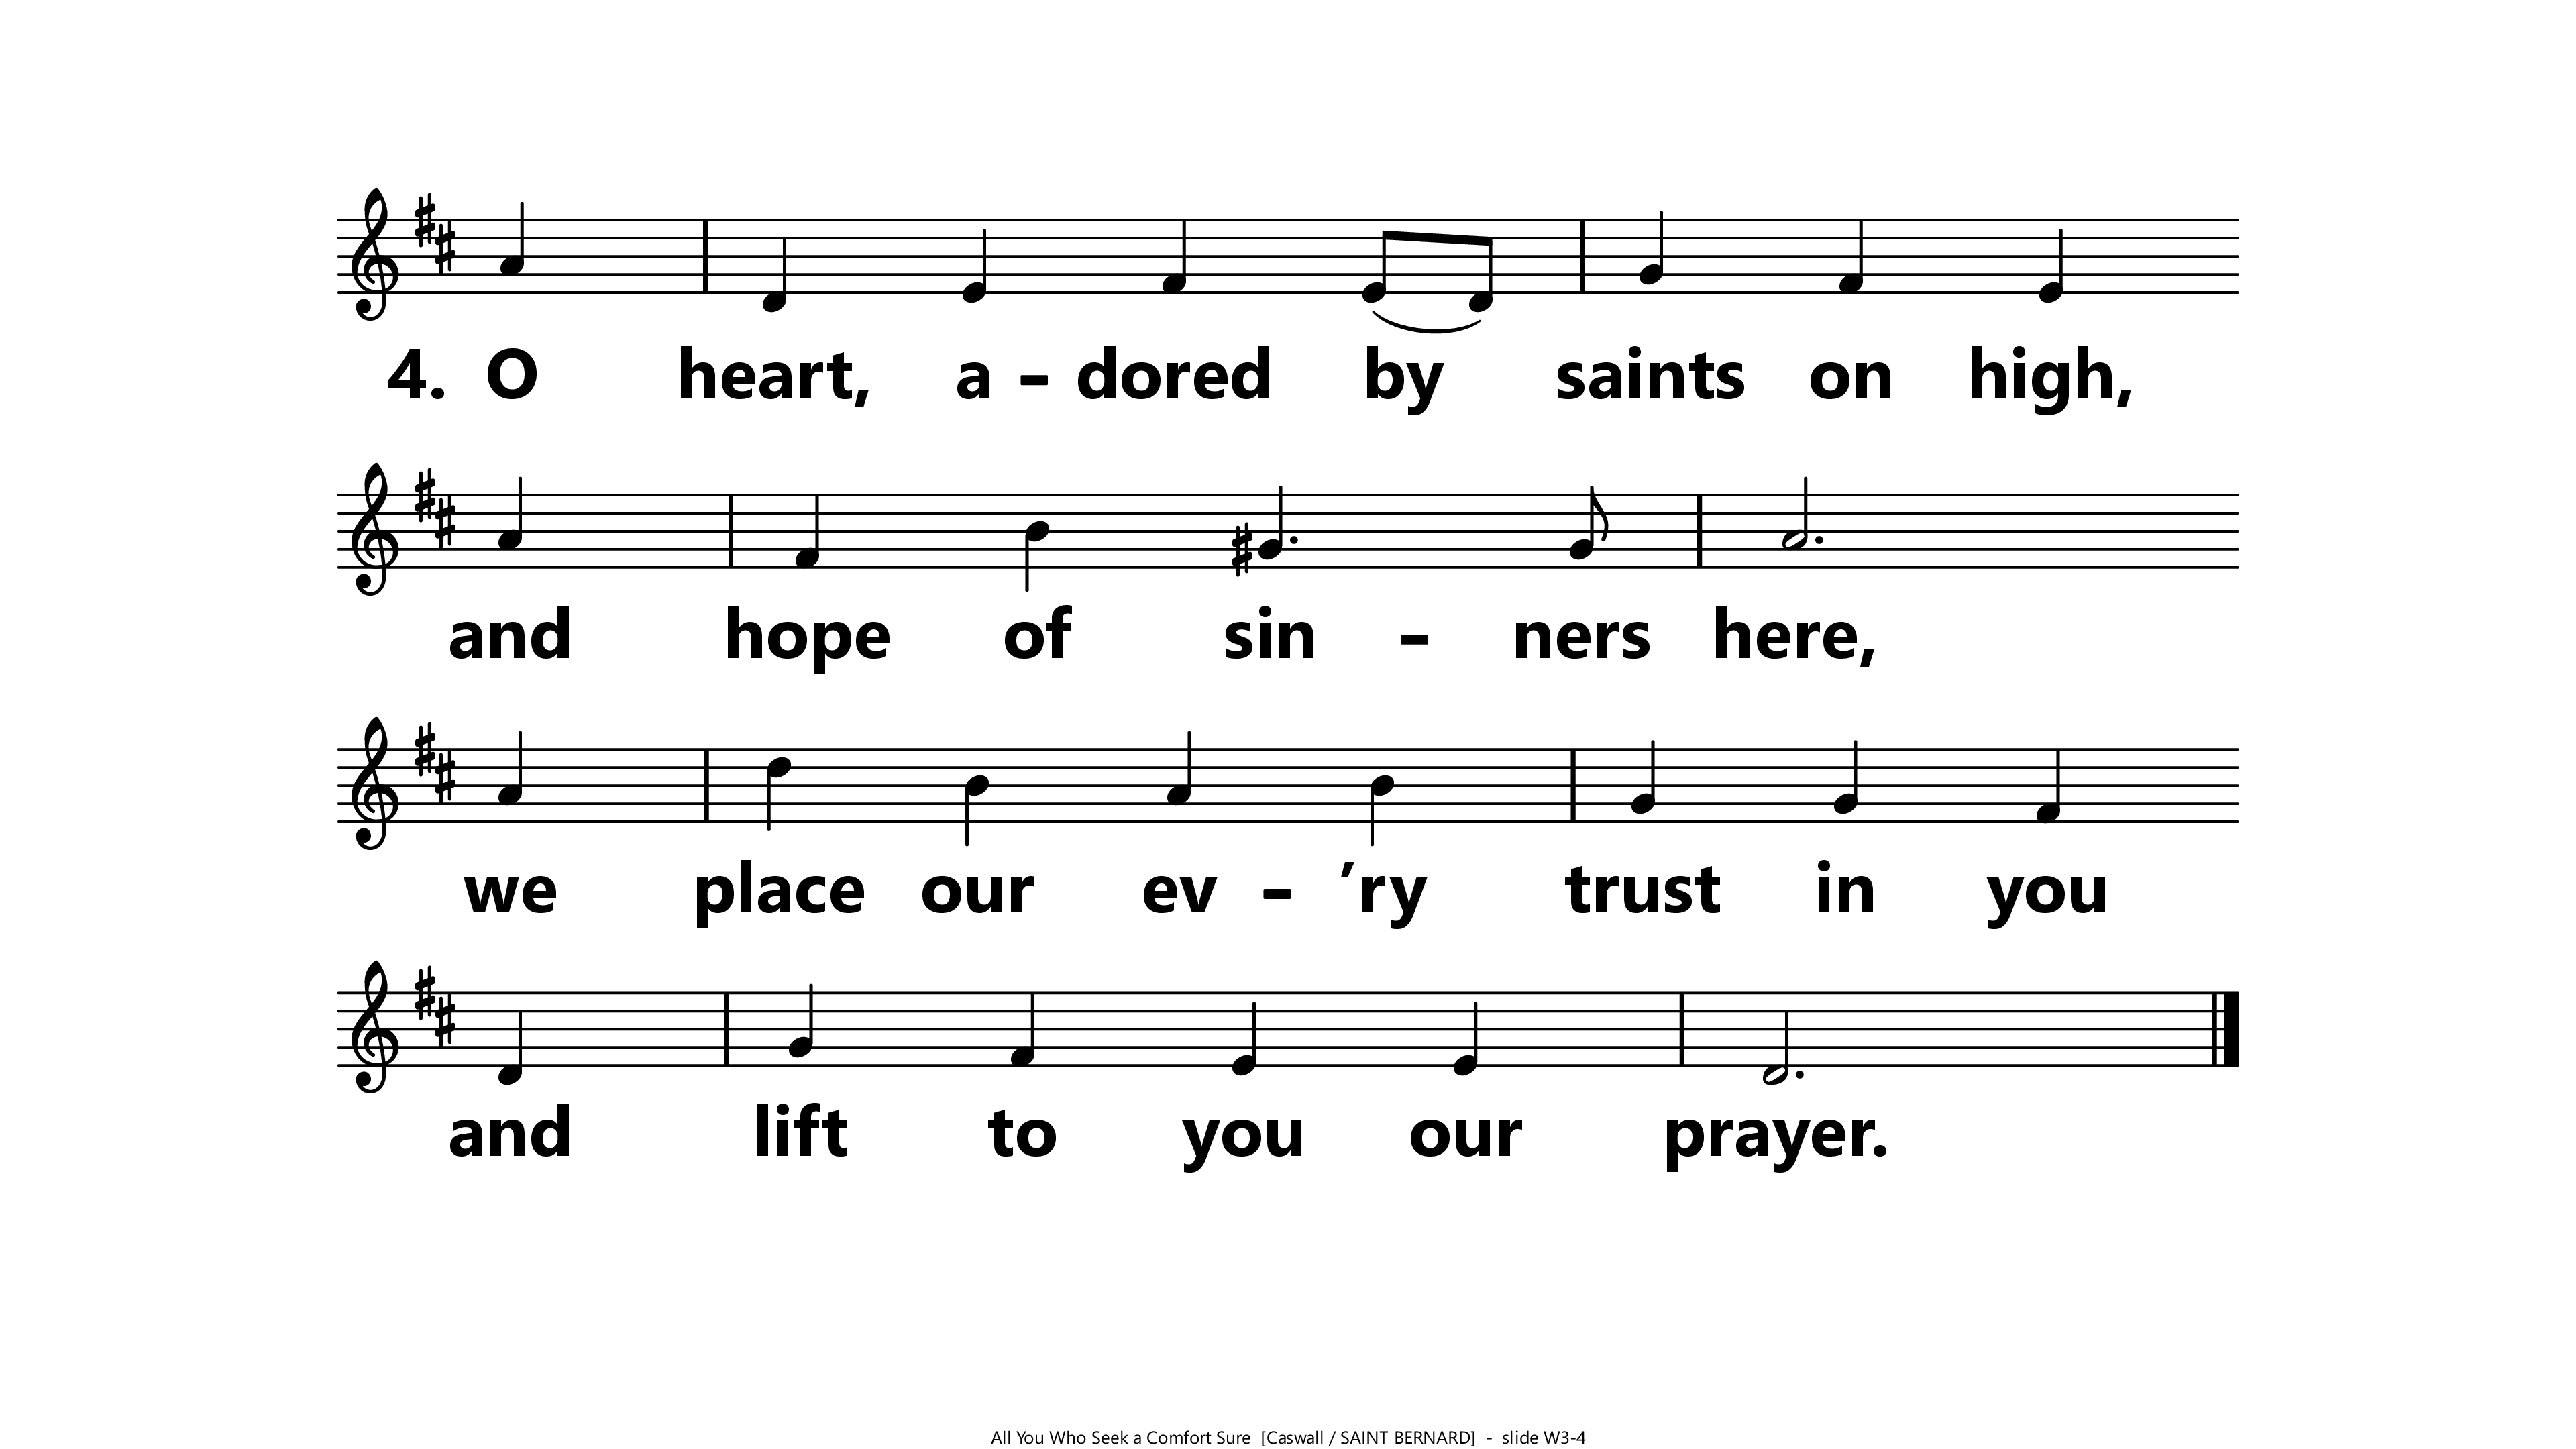 4. O heart, a - dored by saints on high,
and hope of sin - ners here,
we place our ev - ’ry trust in you
and lift to you our prayer.
All You Who Seek a Comfort Sure [Caswall / SAINT BERNARD] - slide W3-4